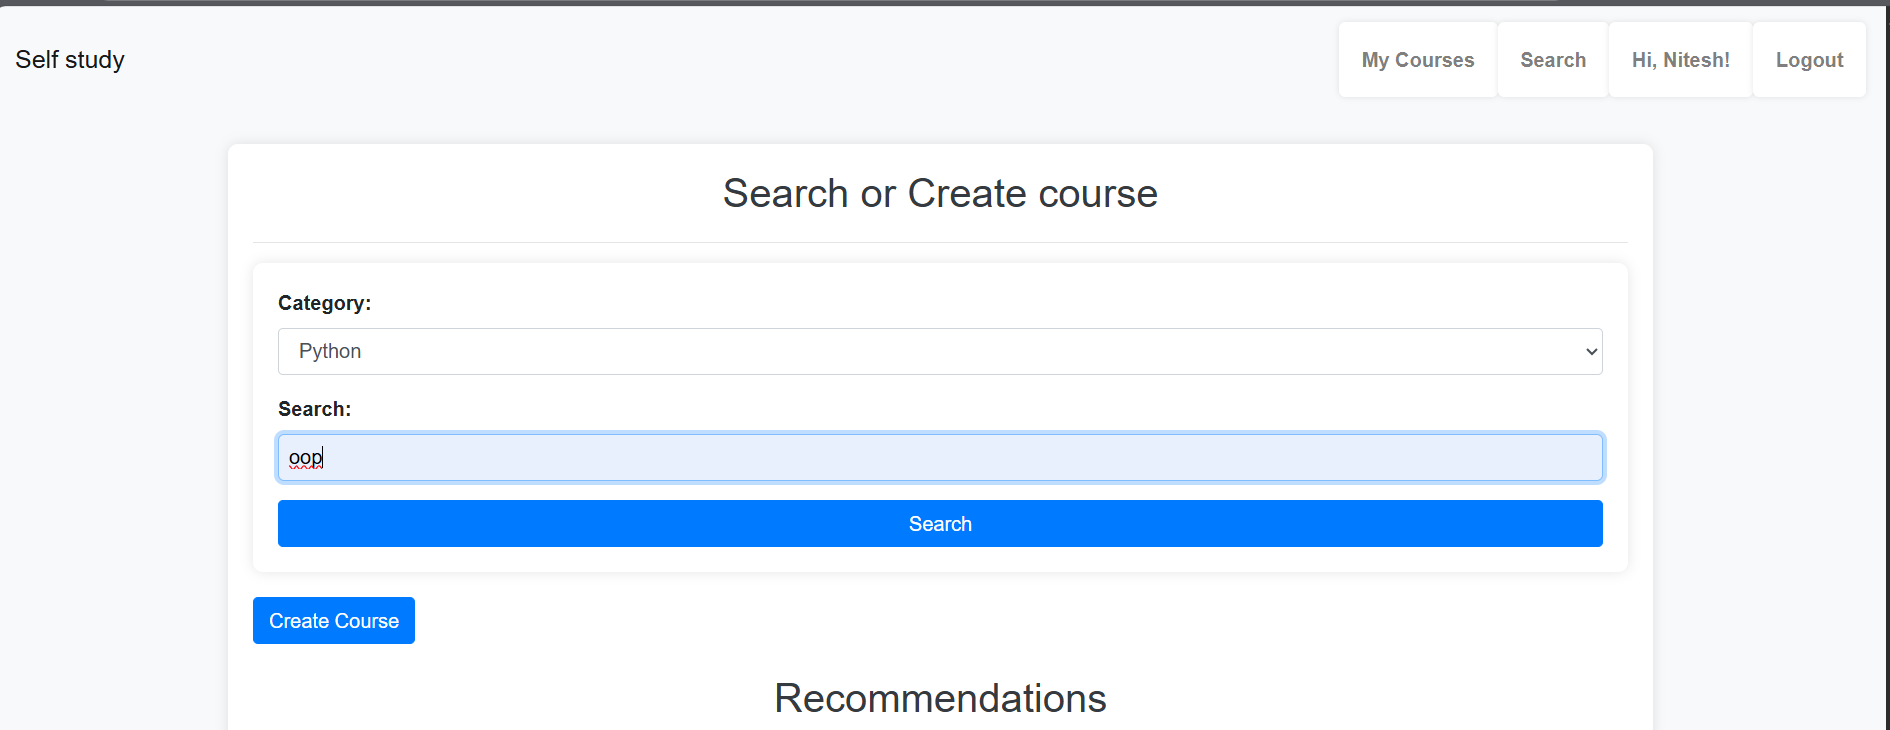 Self study
My Courses Search Hi, Nitesh! Logout
Search or Create course
Category:
Python
Search:
oop
Search
Create Course
Recommendations